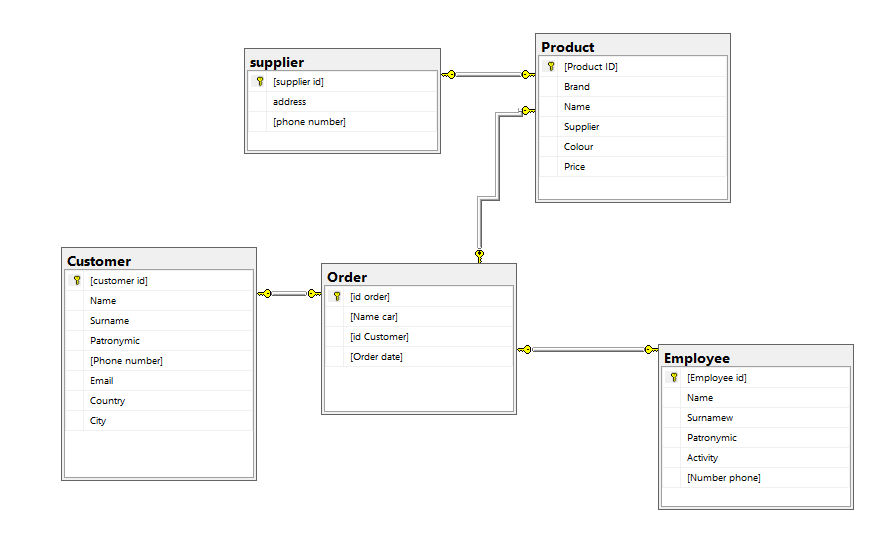 supplier
[supplier id]
address
[phone number]
Product
[Product ID]
Brand
Name
Supplier
Colour
Price
Customer
[customer id]
Name
Surname
Patronymic
[Phone number]
Email
Country
City
Order
[id order]
[Name car]
[id Customer]
[Order date]
Employee
[Employee id]
Name
Surnamew
Patronymic
Activity
[Number phone]